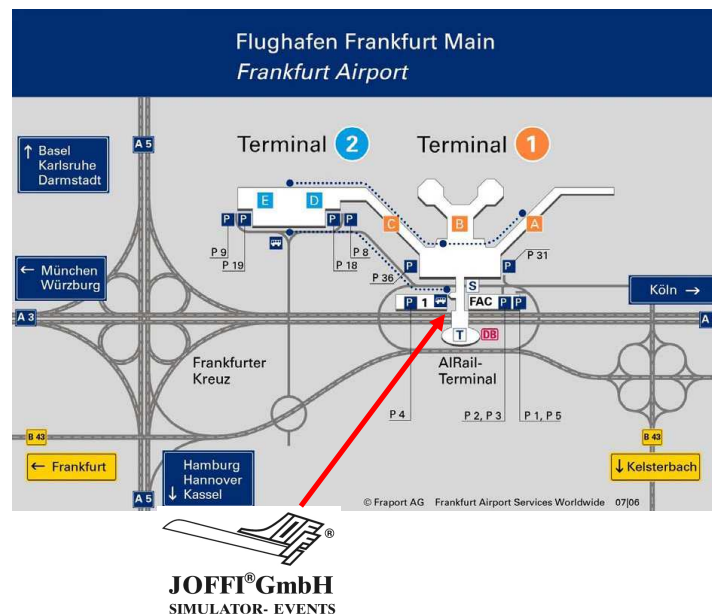 Flughafen Frankfurt Main
Frankfurt Airport
Terminal 2
Terminal 1
A 5
↑ Basel
Karlsruhe
Darmstadt
E
D
C
B
A
P
P
P
P
P 9
P 19
P 18
P 8
P 36
P
P
P 31
S
← München
Würzburg
Köln →
P 1
FAC P P
A 3
A
T
DB
Frankfurter
Kreuz
AIRail-
Terminal
P 4
P 2, P 3
P 1, P 5
B 43
B 43
← Frankfurt
Hamburg
Hannover
↓ Kassel
↓ Kelsterbach
A 5
© Fraport AG Frankfurt Airport Services Worldwide 07|06
JOFFI
®
JOFFI®GmbH
SIMULATOR- EVENTS